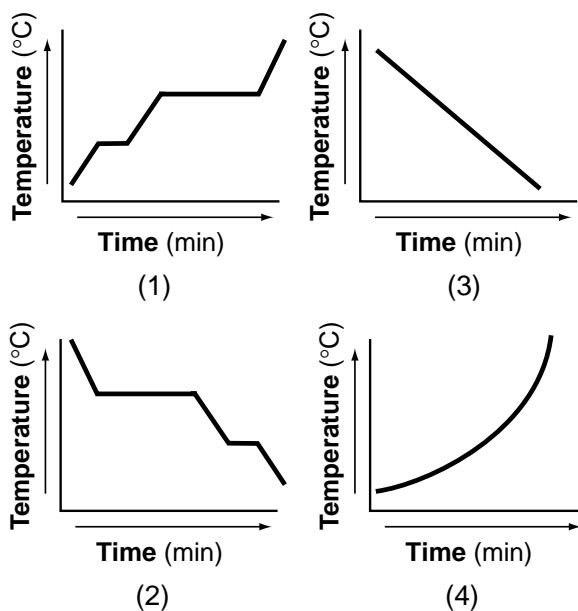 Temperature (°C)
Time (min)
(1)
Temperature (°C)
Time (min)
(3)
Temperature (°C)
Time (min)
(2)
Temperature (°C)
Time (min)
(4)